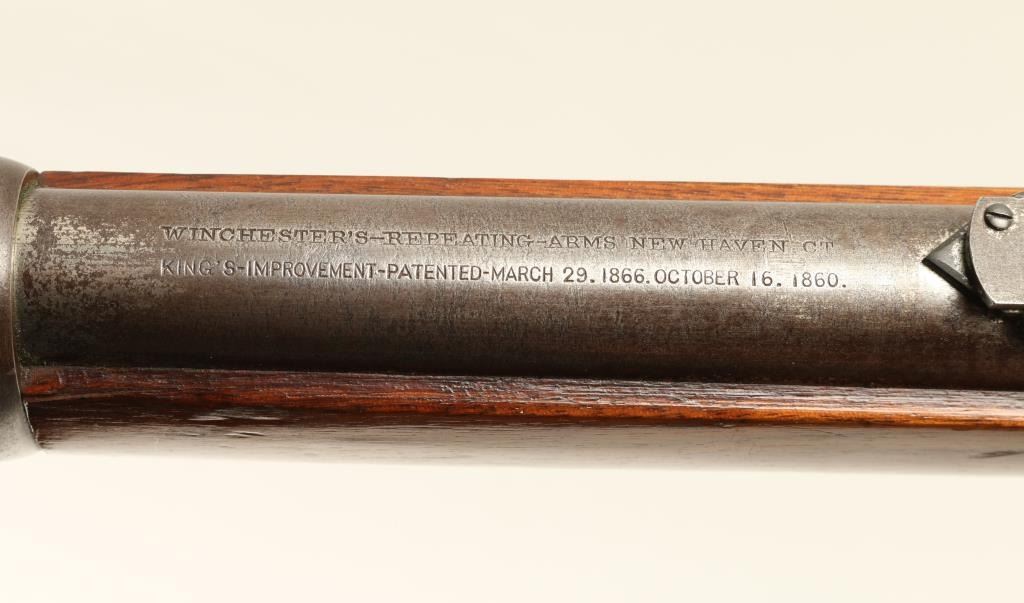 WINCHESTER'S-REPEATING-ARMS NEW HAVEN CT
KING'S-IMPROVEMENT-PATENTED-MARCH 29. 1866. OCTOBER 16. 1860.